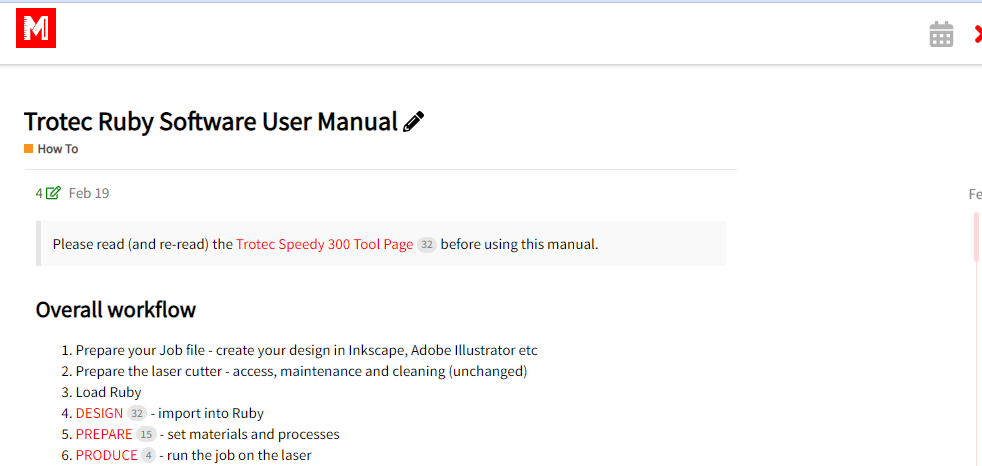 M
Trotec Ruby Software User Manual
How To
4 Feb 19
Please read (and re-read) the Trotec Speedy 300 Tool Page 32 before using this manual.
Overall workflow
1. Prepare your Job file - create your design in Inkscape, Adobe Illustrator etc
2. Prepare the laser cutter - access, maintenance and cleaning (unchanged)
3. Load Ruby
4. DESIGN 32 - import into Ruby
5. PREPARE 15 - set materials and processes
6. PRODUCE 4 - run the job on the laser